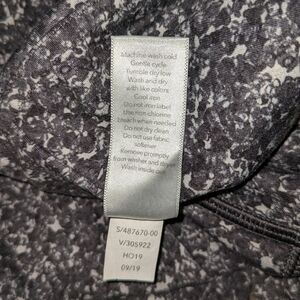 Machine wash cold
Gentle cycle
Tumble dry low
Wash and dry
with like colors
Cool iron
Do not iron label
Use non chlorine
bleach when needed
Do not dry clean
Do not use fabric
softener
Remove promptly
from washer and dryer
Wash inside out
S/487670-00
V/305922
HO19
09/19